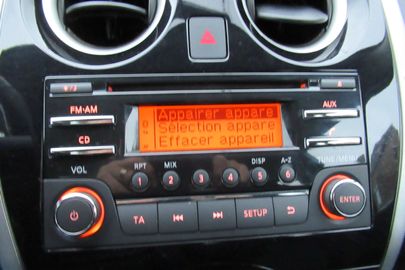 FM·AM
CD
Appairer appare
Sélection appare
Effacer appareil
AUX
TUNE/MENU
VOL
RPT
MIX
DISP
A-Z
1
2
3
4
5
6
TA
SETUP
ENTER